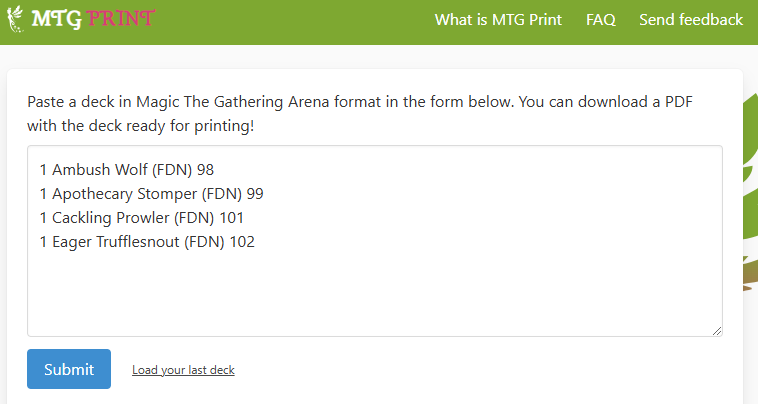 MTG PRINT
What is MTG Print FAQ Send feedback
Paste a deck in Magic The Gathering Arena format in the form below. You can download a PDF
with the deck ready for printing!
1 Ambush Wolf (FDN) 98
1 Apothecary Stomper (FDN) 99
1 Cackling Prowler (FDN) 101
1 Eager Trufflesnout (FDN) 102
Submit
Load your last deck